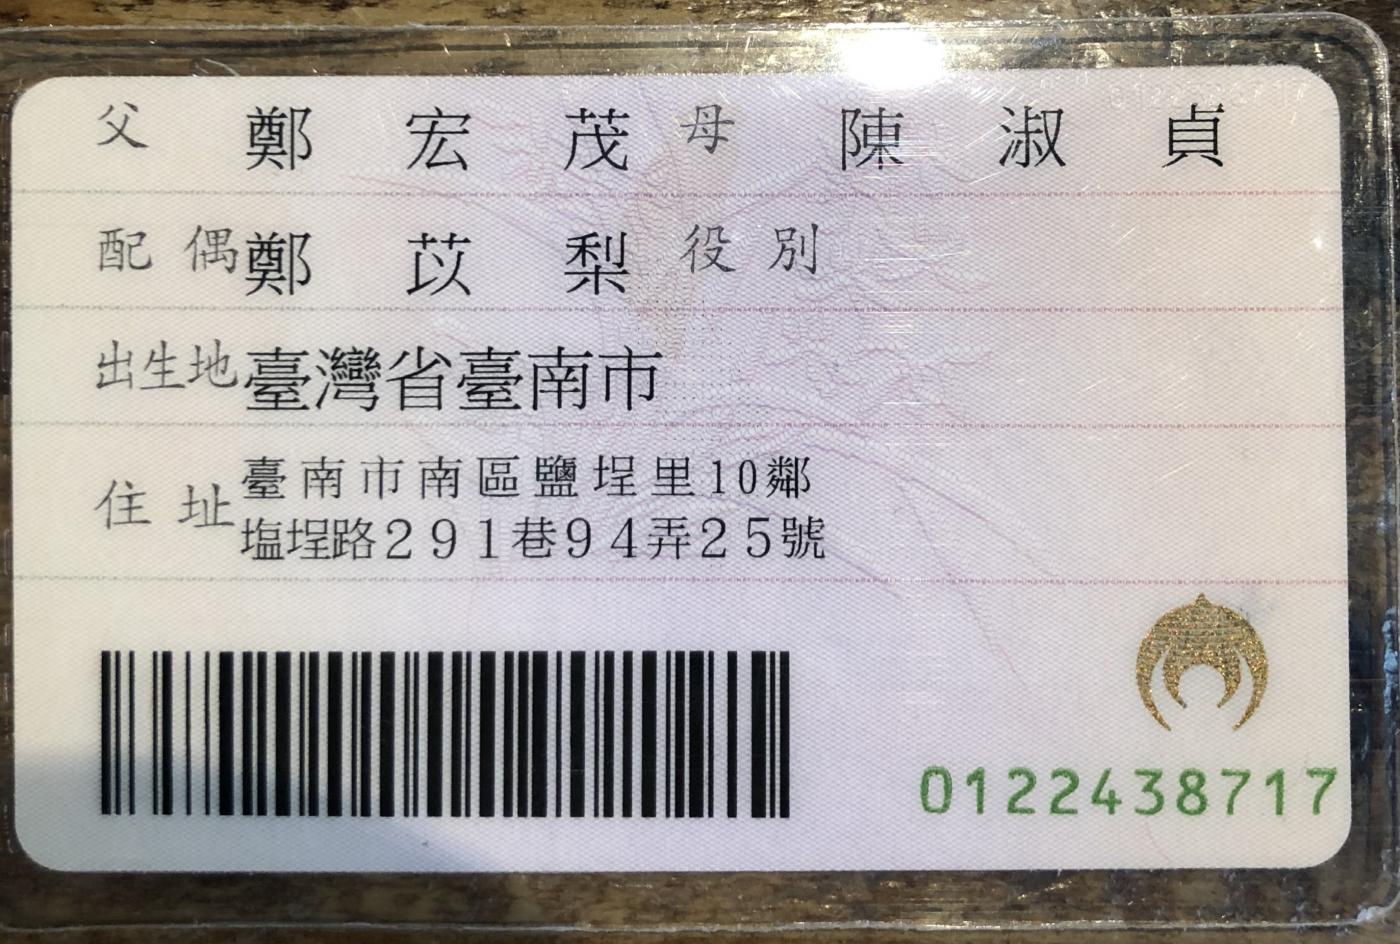 父 鄭宏茂 母 陳淑貞
配偶 鄭苡梨 役別
出生地 臺灣省臺南市
住址 臺南市南區鹽埕里10鄰
塩埕路291巷94弄25號
0122438717